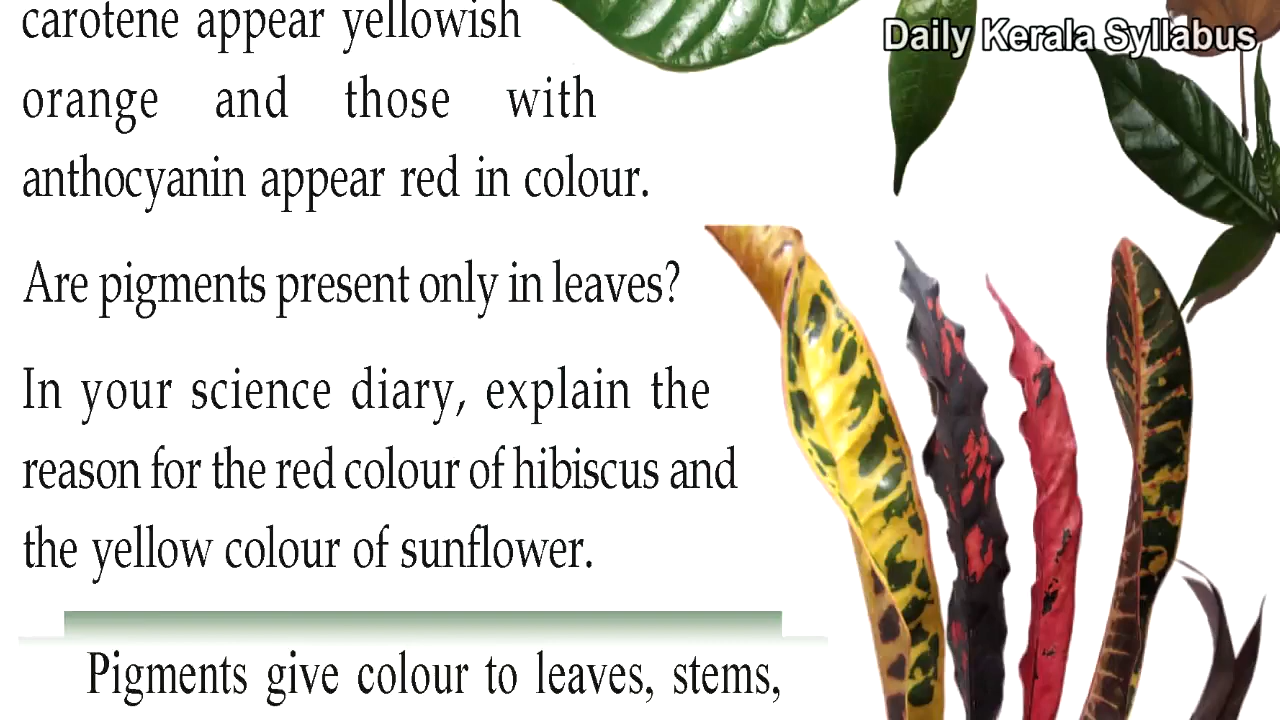 carotene appear yellowish
Daily Kerala Syllabus
orange and those with
anthocyanin appear red in colour.
Are pigments present only in leaves?
In your science diary, explain the
reason for the red colour of hibiscus and
the yellow colour of sunflower.
Pigments give colour to leaves, stems,